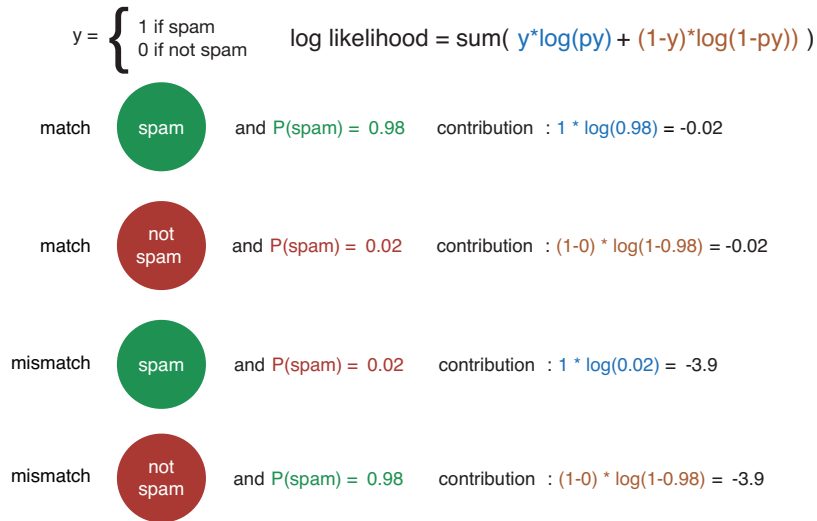 y = { 1 if spam
0 if not spam
log likelihood = sum( y*log(py) + (1-y)*log(1-py)) )
match spam and P(spam) = 0.98 contribution : 1 * log(0.98) = -0.02
match not spam and P(spam) = 0.02 contribution : (1-0) * log(1-0.98) = -0.02
mismatch spam and P(spam) = 0.02 contribution : 1 * log(0.02) = -3.9
mismatch not spam and P(spam) = 0.98 contribution : (1-0) * log(1-0.98) = -3.9